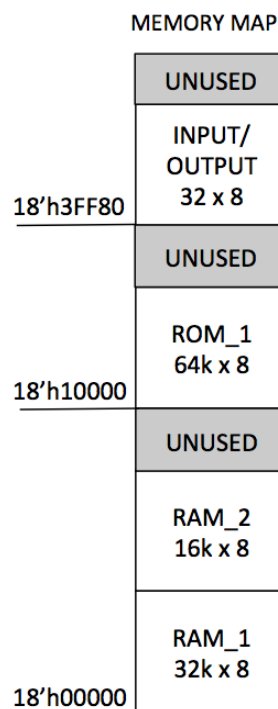 MEMORY MAP
UNUSED
INPUT/
OUTPUT
32 x 8
18'h3FF80
UNUSED
ROM_1
64k x 8
18'h10000
UNUSED
RAM_2
16k x 8
RAM_1
32k x 8
18'h00000